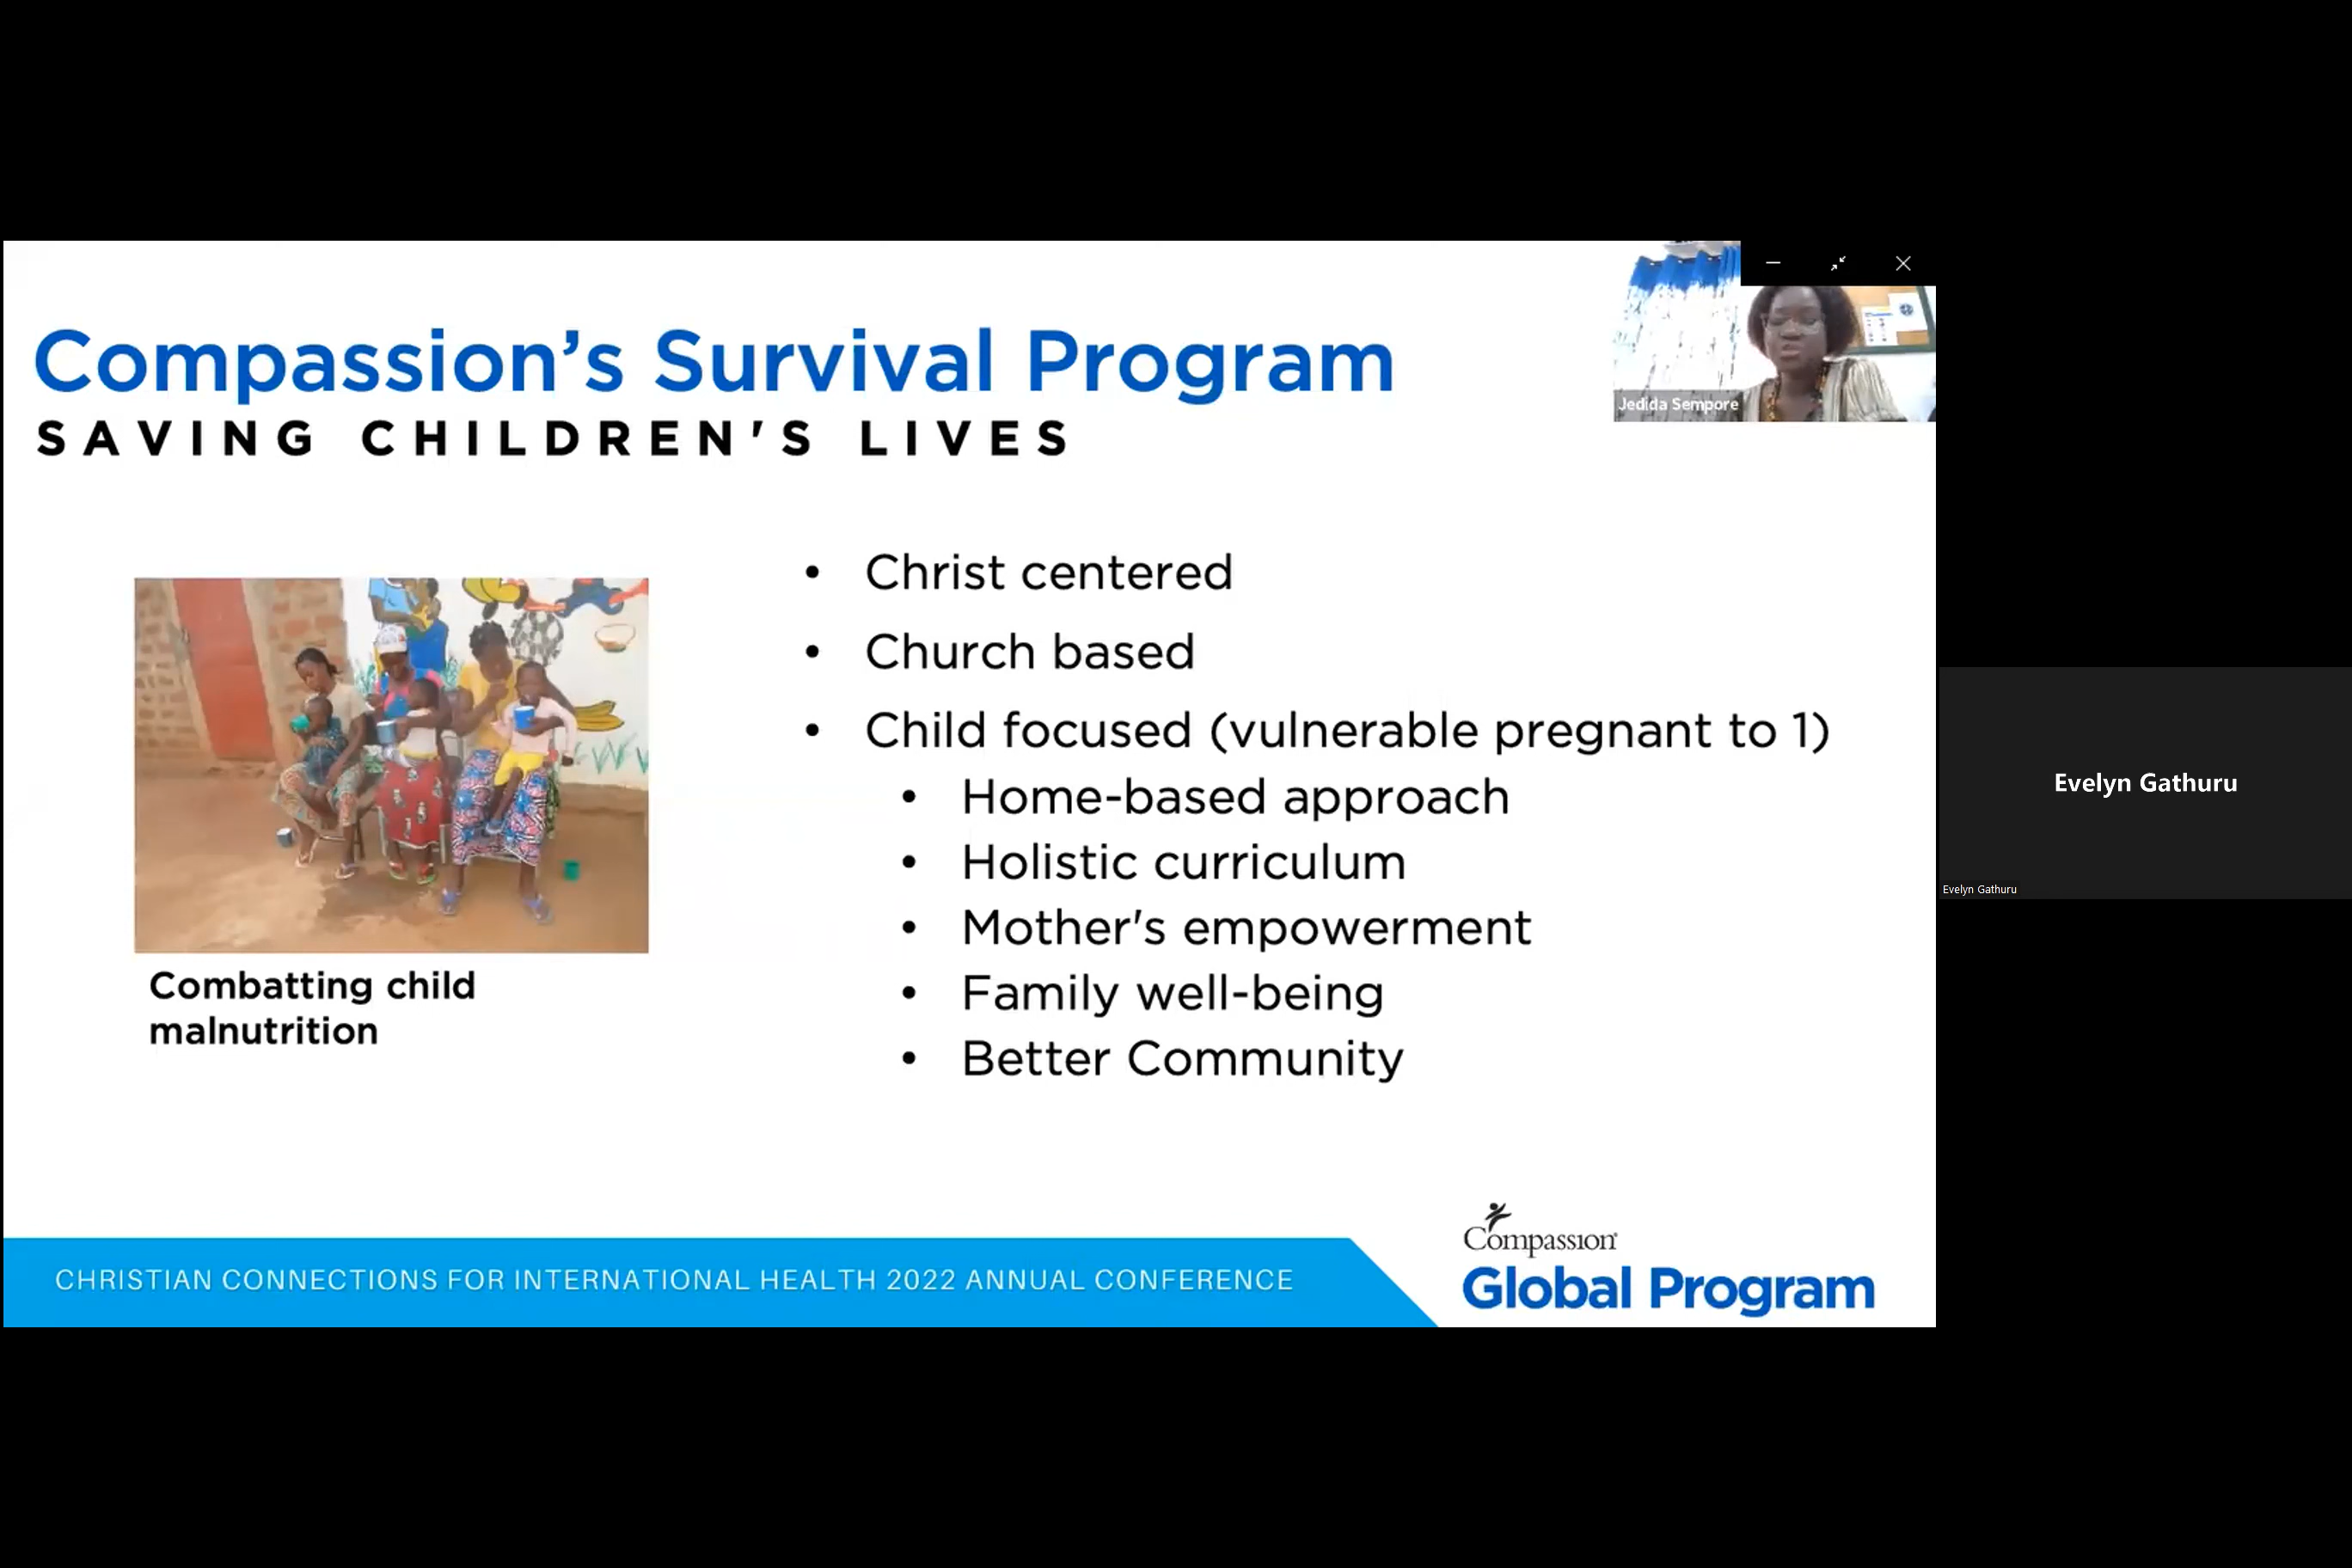 Compassion’s Survival Program
SAVING CHILDREN'S LIVES
Jedida Sempore
• Christ centered
• Church based
• Child focused (vulnerable pregnant to 1)
• Home-based approach
• Holistic curriculum
• Mother's empowerment
• Family well-being
• Better Community
Combatting child
malnutrition
Evelyn Gathuru
Evelyn Gathuru
CHRISTIAN CONNECTIONS FOR INTERNATIONAL HEALTH 2022 ANNUAL CONFERENCE
Compassion®
Global Program